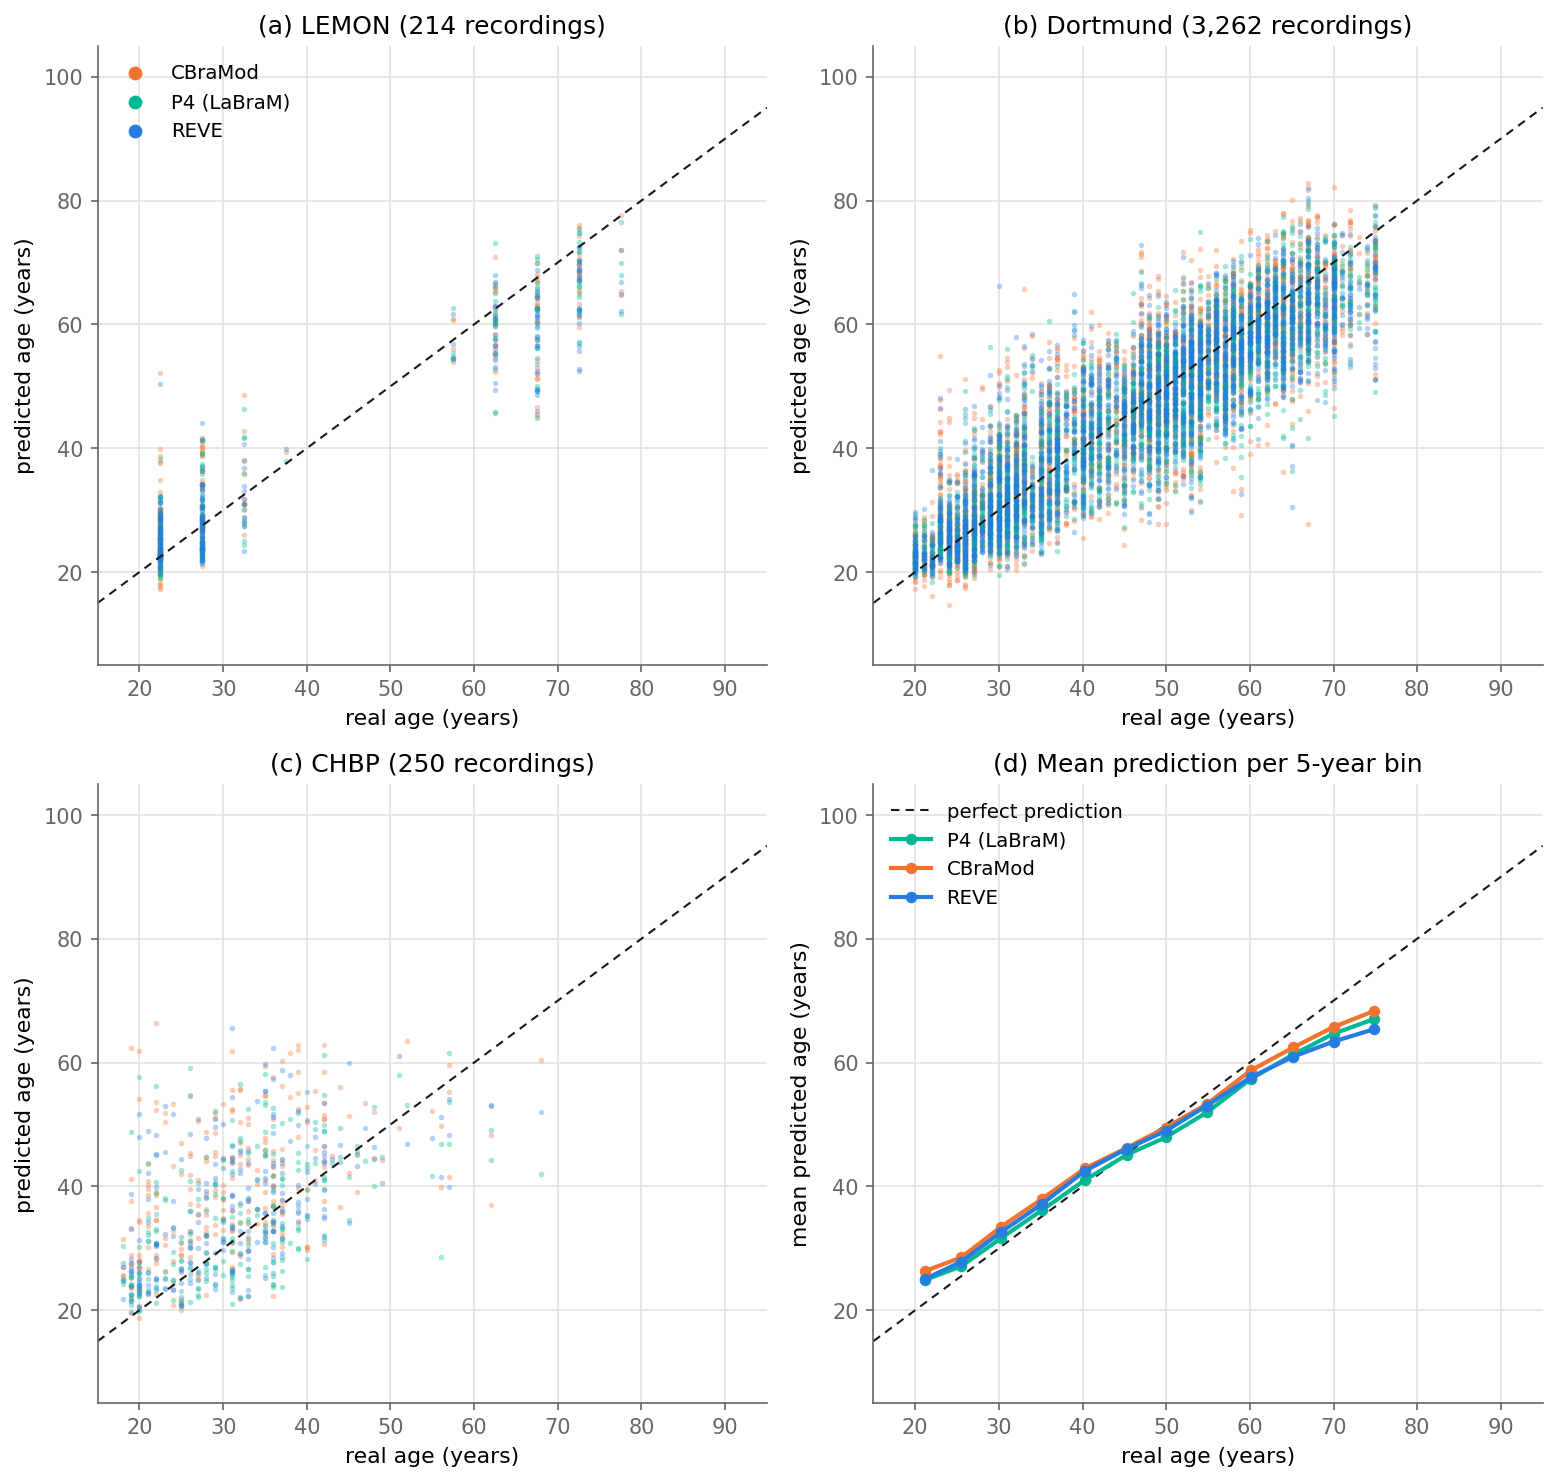 (a) LEMON (214 recordings)
100
80
60
40
20
predicted age (years)
CBraMod
P4 (LaBraM)
REVE
20 30 40 50 60 70 80 90
real age (years)
(b) Dortmund (3,262 recordings)
100
80
60
40
20
predicted age (years)
20 30 40 50 60 70 80 90
real age (years)
(c) CHBP (250 recordings)
100
80
60
40
20
predicted age (years)
20 30 40 50 60 70 80 90
real age (years)
(d) Mean prediction per 5-year bin
100
80
60
40
20
mean predicted age (years)
perfect prediction
P4 (LaBraM)
CBraMod
REVE
20 30 40 50 60 70 80 90
real age (years)